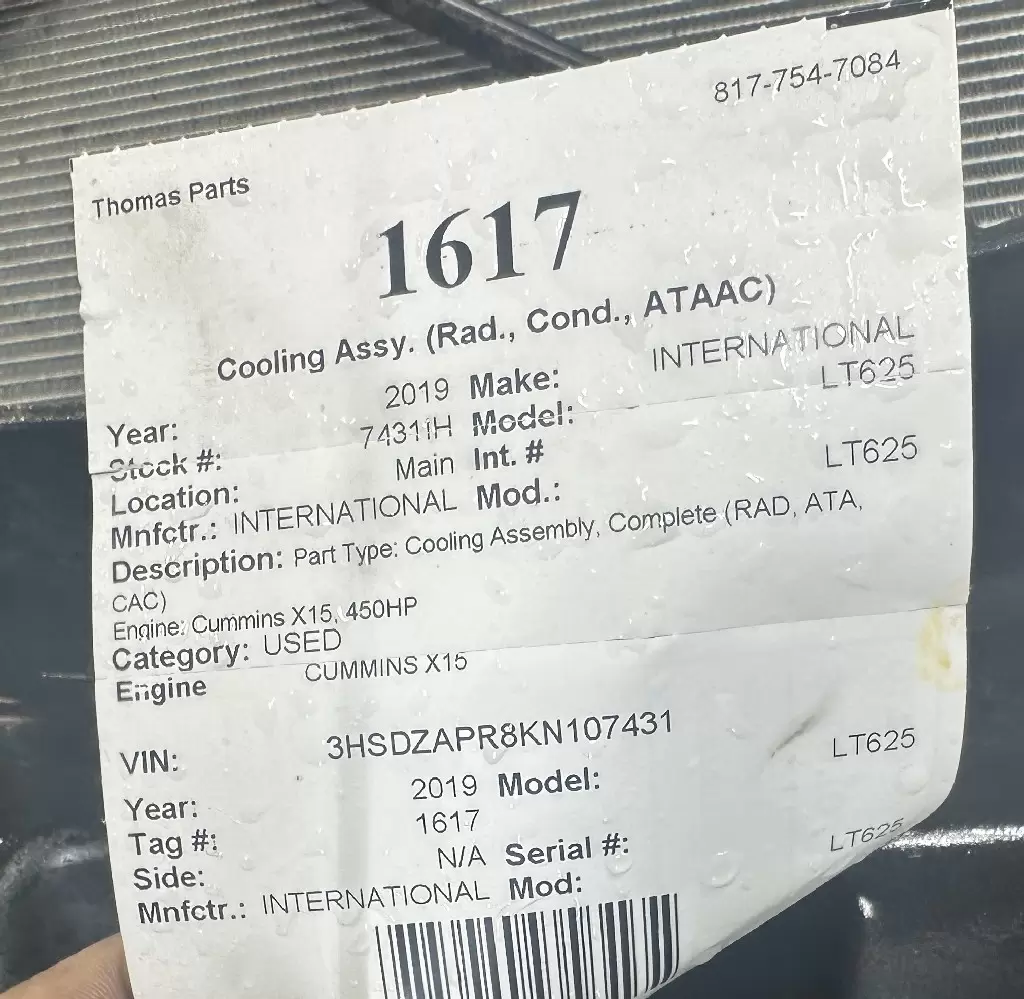 817-754-7084
Thomas Parts
1617
Cooling Assy. (Rad., Cond., ATAAC)
Year: 2019 Make: INTERNATIONAL
Stock #: 7431IH Model: LT625
Location: Main Int. #
Mnfctr.: INTERNATIONAL Mod.: LT625
Description: Part Type: Cooling Assembly, Complete (RAD, ATA,
CAC)
Engine: Cummins X15, 450HP
Category: USED
Engine CUMMINS X15
VIN: 3HSDZAPR8KN107431
Year: 2019 Model: LT625
Tag #: 1617
Side: N/A Serial #:
Mnfctr.: INTERNATIONAL Mod: LT625